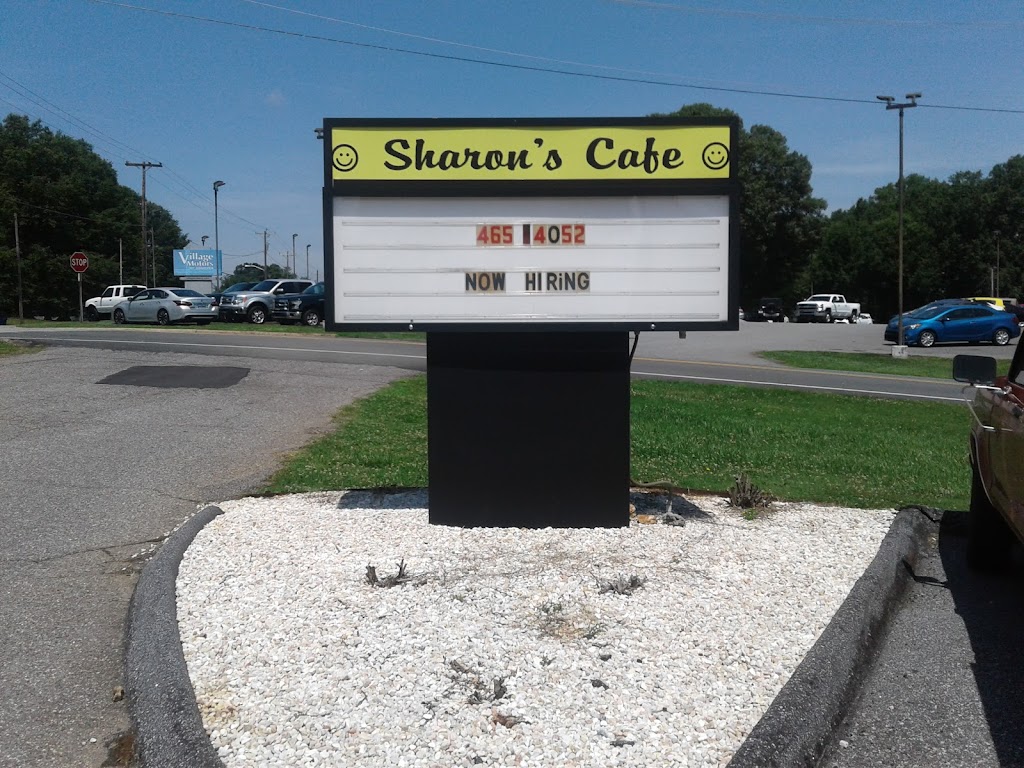 Sharon's Cafe
465 4052
NOW HIRiNG
Village
Motors
STOP